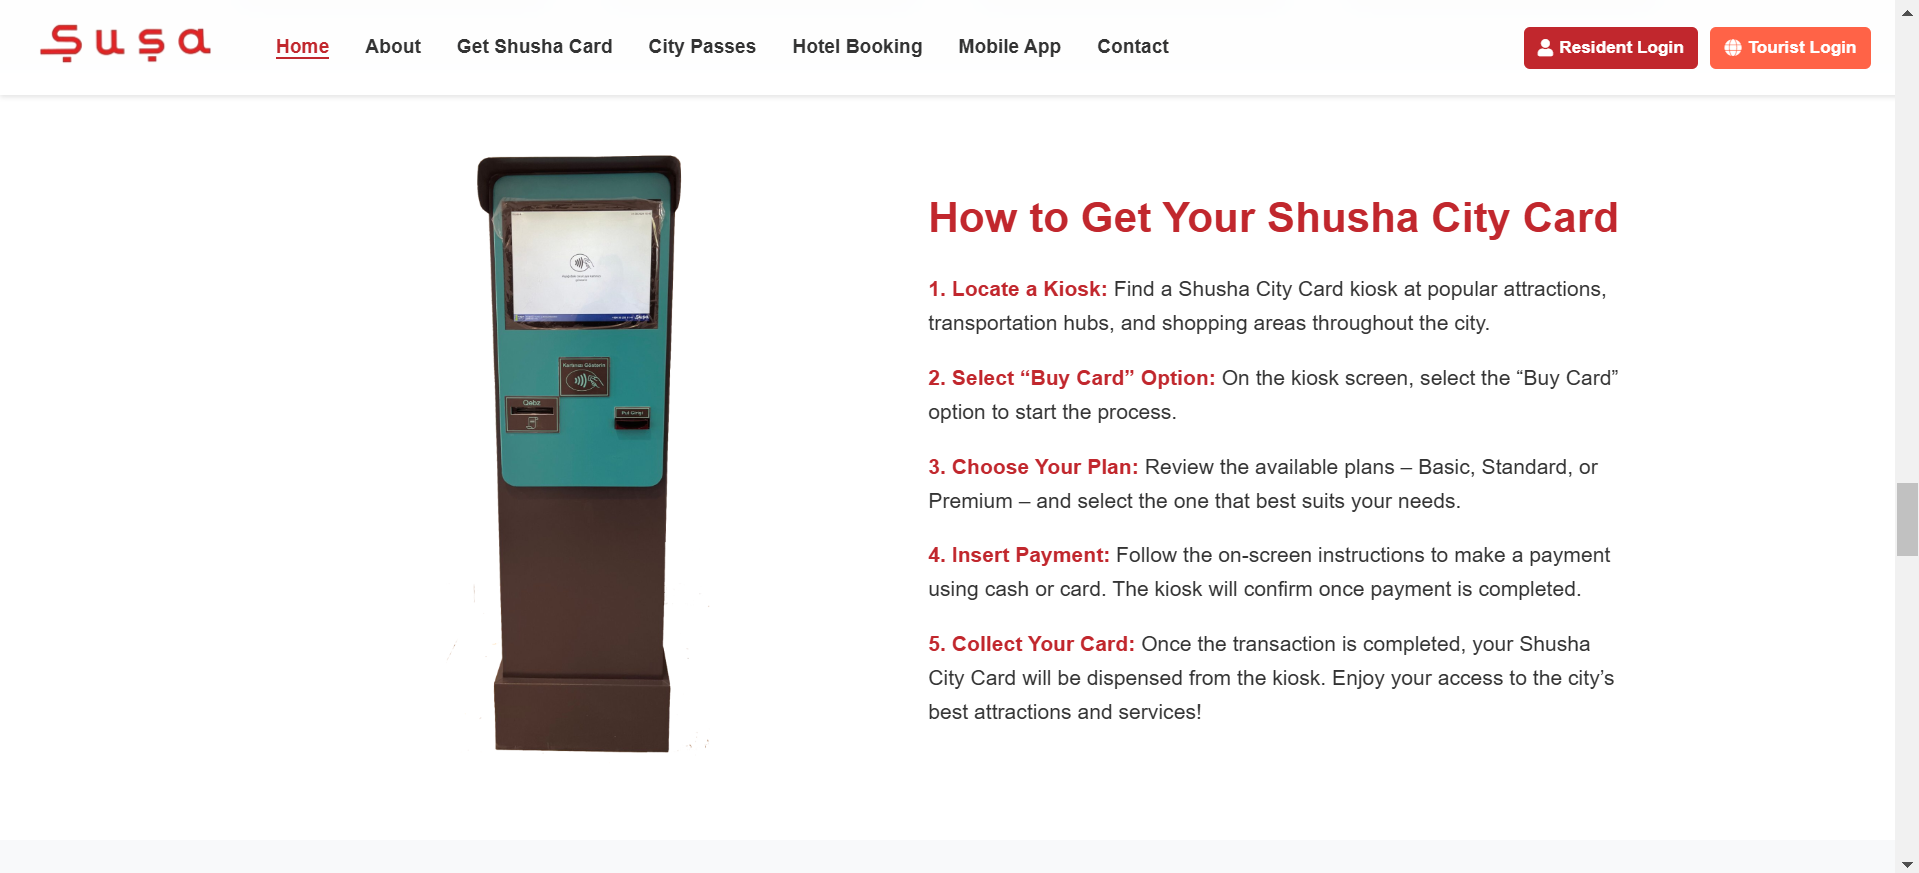 Şuşa
Home
About
Get Shusha Card
City Passes
Hotel Booking
Mobile App
Contact
Resident Login
Tourist Login
Kartınızı Göstərin
Qəbz
Pul Girişi
How to Get Your Shusha City Card
1. Locate a Kiosk: Find a Shusha City Card kiosk at popular attractions,
transportation hubs, and shopping areas throughout the city.
2. Select “Buy Card” Option: On the kiosk screen, select the “Buy Card”
option to start the process.
3. Choose Your Plan: Review the available plans – Basic, Standard, or
Premium – and select the one that best suits your needs.
4. Insert Payment: Follow the on-screen instructions to make a payment
using cash or card. The kiosk will confirm once payment is completed.
5. Collect Your Card: Once the transaction is completed, your Shusha
City Card will be dispensed from the kiosk. Enjoy your access to the city’s
best attractions and services!